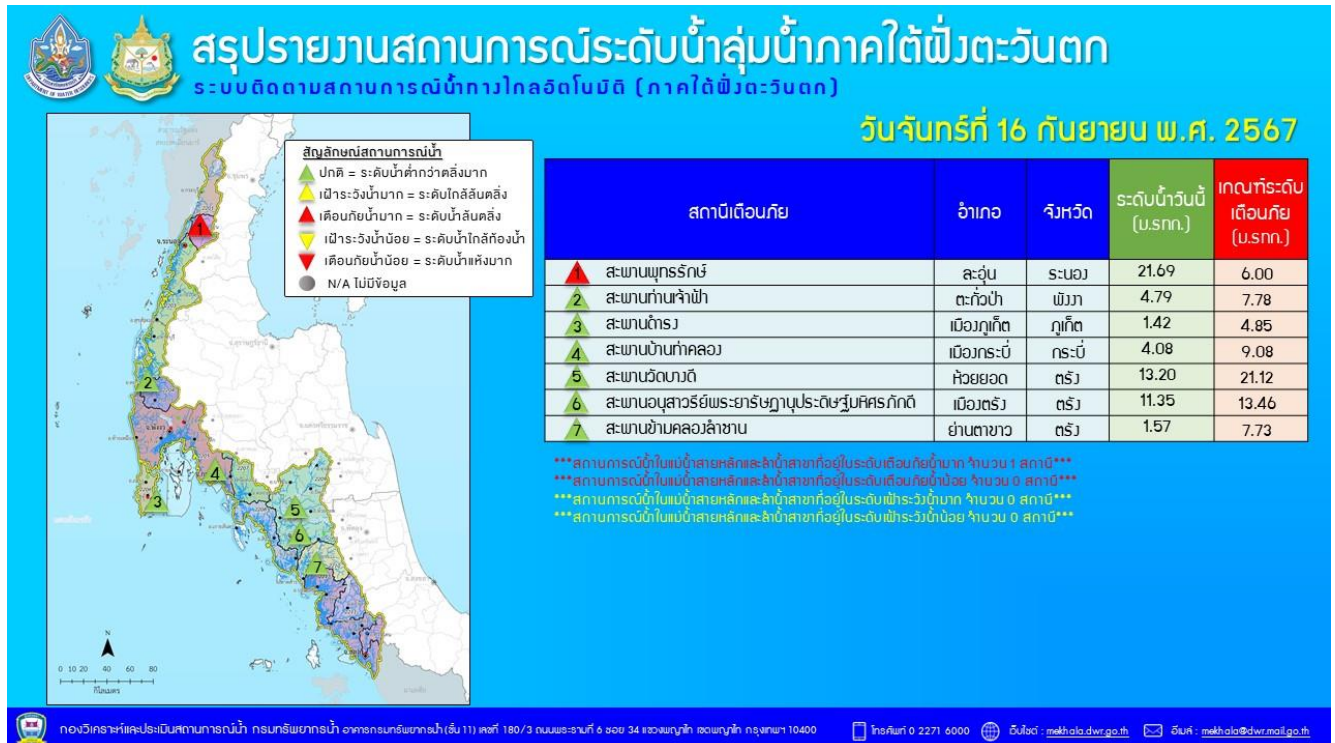 สรุปรายงานสถานการณ์ระดับน้ำลุ่มน้ำภาคใต้ฝั่งตะวันตก
ระบบติดตามสถานการณ์น้ำทางไกลอัตโนมัติ (ภาคใต้ฝั่งตะวันตก)
วันจันทร์ที่ 16 กันยายน พ.ศ. 2567
สัญลักษณ์สถานการณ์น้ำ
ปกติ = ระดับน้ำต่ำกว่าตลิ่งมาก
เฝ้าระวังน้ำมาก = ระดับใกล้ล้นตลิ่ง
เตือนภัยน้ำมาก = ระดับน้ำล้นตลิ่ง
เฝ้าระวังน้ำน้อย = ระดับน้ำใกล้ท้องน้ำ
เตือนภัยน้ำน้อย = ระดับน้ำแห้งมาก
N/A ไม่มีข้อมูล
1
2
3
4
5
6
7
N
0 10 20 40 60 80
กิโลเมตร
สถานีเตือนภัย อำเภอ จังหวัด ระดับน้ำวันนี้ (ม.รทก.) เกณฑ์ระดับเตือนภัย (ม.รทก.)
1 สะพานพุทธรักษ์ ละอุ่น ระนอง 21.69 6.00
2 สะพานท่านเจ้าฟ้า ตะกั่วป่า พังงา 4.79 7.78
3 สะพานดำรง เมืองภูเก็ต ภูเก็ต 1.42 4.85
4 สะพานบ้านท่าคลอง เมืองกระบี่ กระบี่ 4.08 9.08
5 สะพานวัดบางดี ห้วยยอด ตรัง 13.20 21.12
6 สะพานอนุสาวรีย์พระยารัษฎานุประดิษฐ์มหิศรภักดี เมืองตรัง ตรัง 11.35 13.46
7 สะพานข้ามคลองลำชาน ย่านตาขาว ตรัง 1.57 7.73
***สถานการณ์น้ำในแม่น้ำสายหลักและลำน้ำสาขาที่อยู่ในระดับเตือนภัยน้ำมาก จำนวน 1 สถานี***
***สถานการณ์น้ำในแม่น้ำสายหลักและลำน้ำสาขาที่อยู่ในระดับเตือนภัยน้ำน้อย จำนวน 0 สถานี***
***สถานการณ์น้ำในแม่น้ำสายหลักและลำน้ำสาขาที่อยู่ในระดับเฝ้าระวังน้ำมาก จำนวน 0 สถานี***
***สถานการณ์น้ำในแม่น้ำสายหลักและลำน้ำสาขาที่อยู่ในระดับเฝ้าระวังน้ำน้อย จำนวน 0 สถานี***
กองวิเคราะห์และประเมินสถานการณ์น้ำ กรมทรัพยากรน้ำ อาคารกรมทรัพยากรน้ำ (ชั้น 11) เลขที่ 180/3 ถนนพระรามที่ 6 ซอย 34 แขวงพญาไท เขตพญาไท กรุงเทพฯ 10400 โทรศัพท์ 0 2271 6000 เว็บไซต์ : mekhala.dwr.go.th อีเมล์ : mekhala@dwr.mail.go.th